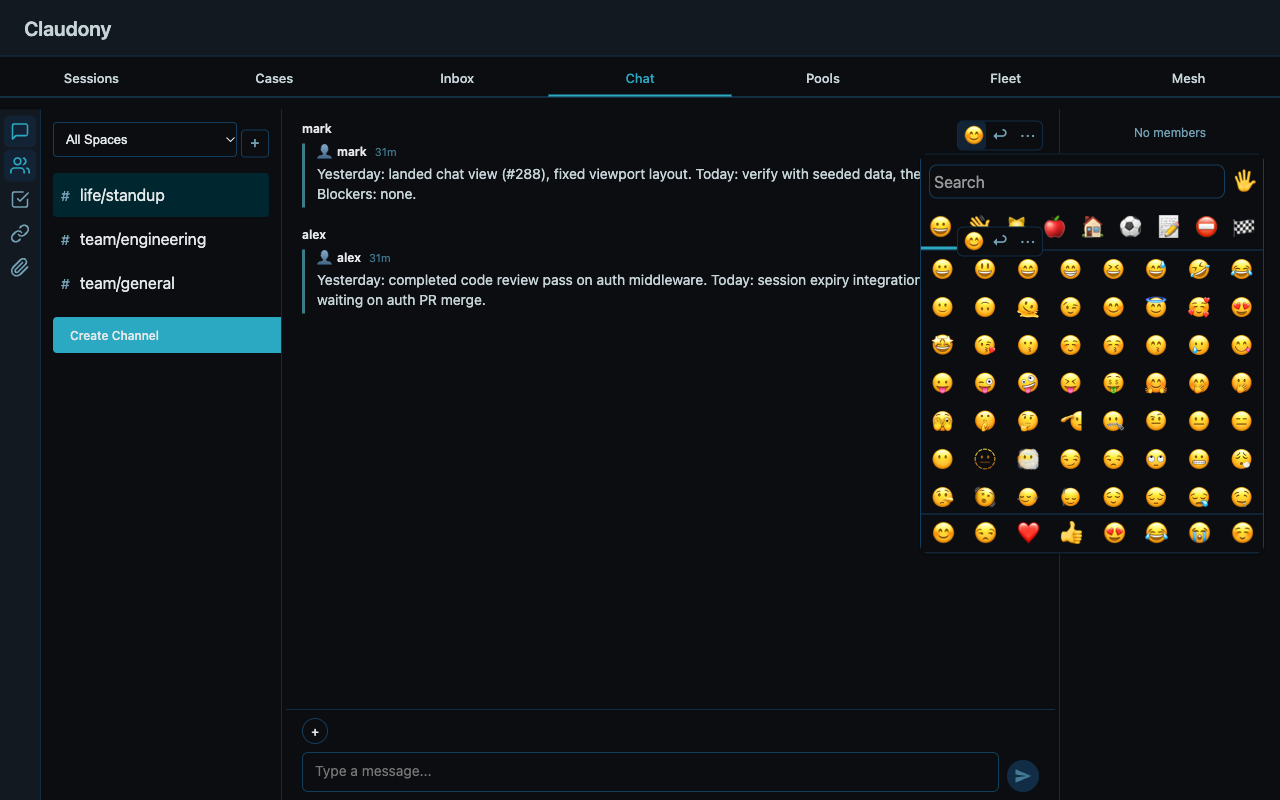 Claudony
Sessions
Cases
Inbox
Chat
Pools
Fleet
Mesh
All Spaces
+
# life/standup
# team/engineering
# team/general
Create Channel
mark
mark 31m
Yesterday: landed chat view (#288), fixed viewport layout. Today: verify with seeded data, the
Blockers: none.
alex
alex 31m
Yesterday: completed code review pass on auth middleware. Today: session expiry integration
waiting on auth PR merge.
No members
Search
+
Type a message...